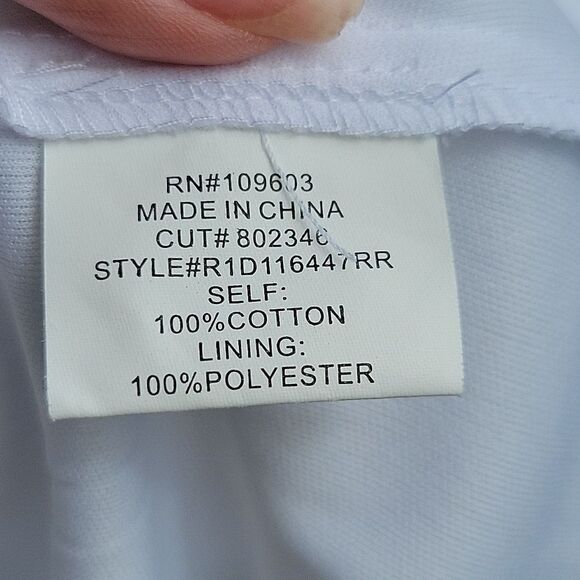 RN#109603
MADE IN CHINA
CUT# 802346
STYLE#R1D116447RR
SELF:
100%COTTON
LINING:
100%POLYESTER